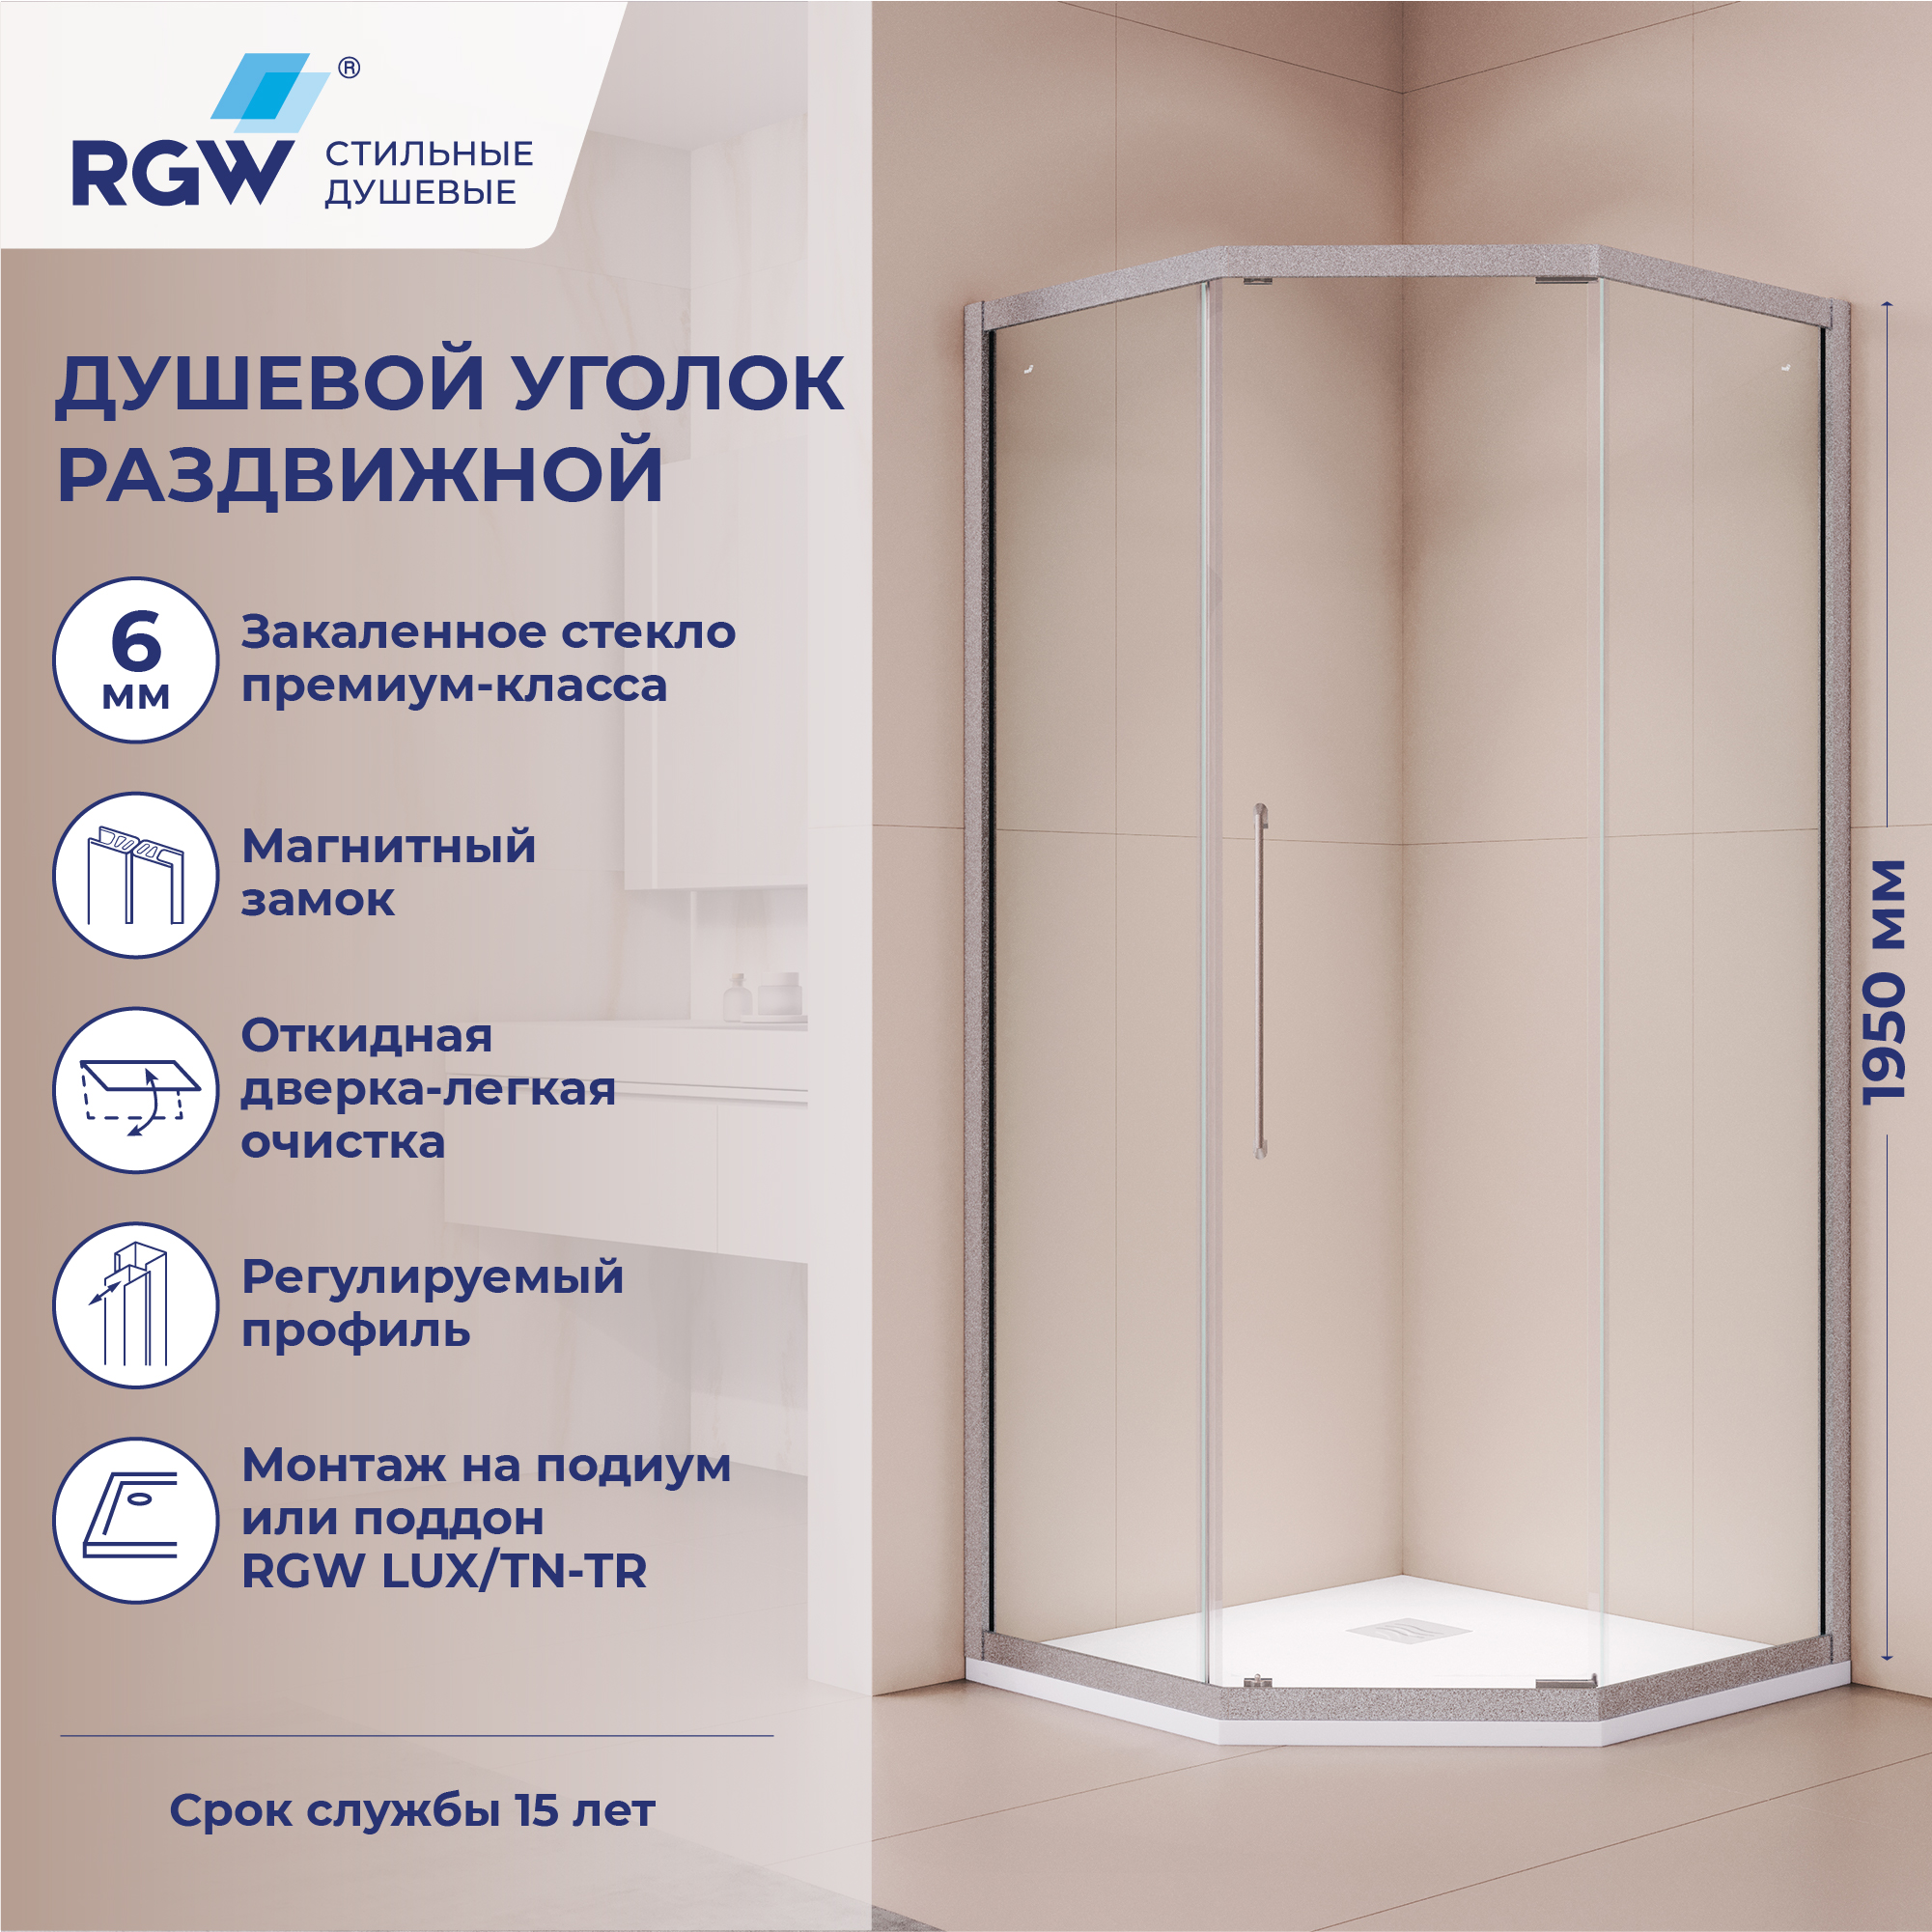 ®
RGW
СТИЛЬНЫЕ
ДУШЕВЫЕ
ДУШЕВОЙ УГОЛОК
РАЗДВИЖНОЙ
6
мм
Закаленное стекло
премиум-класса
Магнитный
замок
Откидная
дверка-легкая
очистка
Регулируемый
профиль
Монтаж на подиум
или поддон
RGW LUX/TN-TR
Срок службы 15 лет
1950 мм